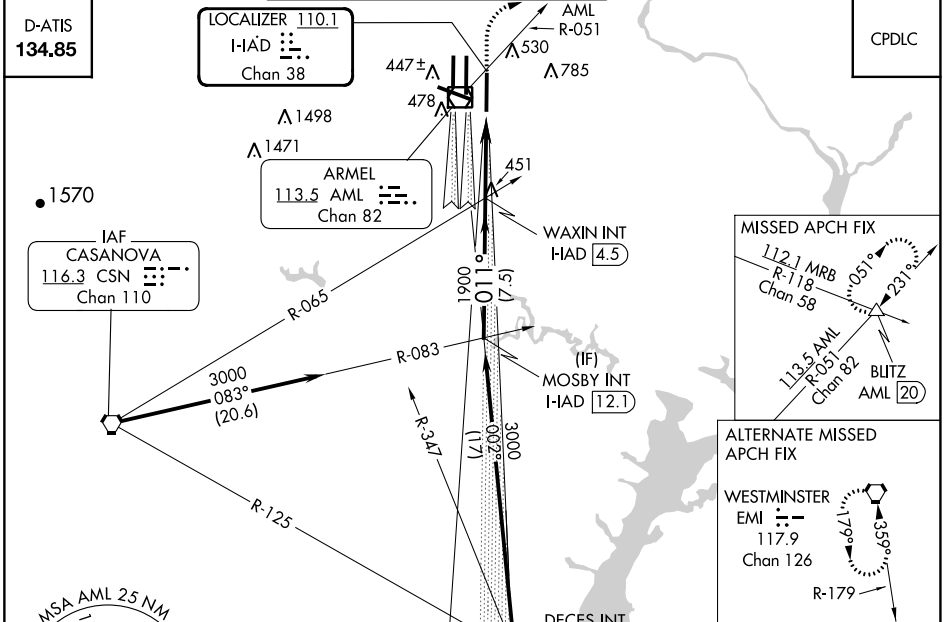 D-ATIS
134.85
LOCALIZER 110.1
I-IAD
Chan 38
AML
R-051
CPDLC
530
785
447±
478
1498
1471
ARMEL
113.5 AML
Chan 82
451
1570
IAF
CASANOVA
116.3 CSN
Chan 110
WAXIN INT
I-IAD 4.5
R-065
1900
011°
(7.5)
R-083
3000
083°
(20.6)
(IF)
MOSBY INT
I-IAD 12.1
R-347
3000
002°
(17)
R-125
MISSED APCH FIX
112.1 MRB
R-118
Chan 58
051°
231°
113.5 AML
R-051
Chan 82
BLITZ
AML 20
ALTERNATE MISSED
APCH FIX
WESTMINSTER
EMI
117.9
Chan 126
179°
359°
R-179
MSA AML 25 NM
DECES INT